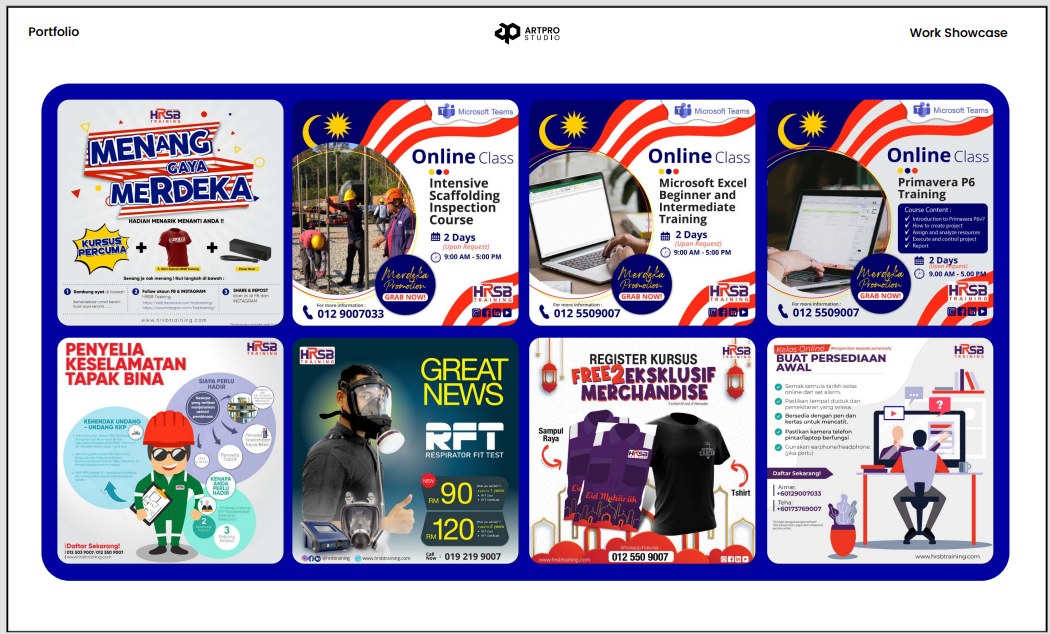 Portfolio
ARTPRO
STUDIO
Work Showcase
HRSB
TRAINING
MENANG
GAYA
MERDEKA
HADIAH MENARIK MENANTI ANDA !!
KURSUS
PERCUMA
+
+
Senang je nak menang ! Ikut langkah di bawah :
1
2 Follow akaun FB & INSTAGRAM
HRSB Training
3 SHARE & REPOST
www.hrsbtraining.com
Microsoft Teams
Online Class
Intensive
Scaffolding
Inspection
Course
2 Days
(Upon Request)
9:00 AM - 5:00 PM
Merdeka
Promotion
GRAB NOW!
For more information :
012 9007033
HRSB
TRAINING
Microsoft Teams
Online Class
Microsoft Excel
Beginner and
Intermediate
Training
2 Days
(Upon Request)
9:00 AM - 5:00 PM
Merdeka
Promotion
GRAB NOW!
For more information :
012 5509007
HRSB
TRAINING
Microsoft Teams
Online Class
Primavera P6
Training
Course Content :
Introduction to Primavera P6v7
How to create project
Assign and analyze resources
Execute and control project
Report
2 Days
(Upon Request)
9:00 AM - 5:00 PM
Merdeka
Promotion
GRAB NOW!
For more information :
012 5509007
HRSB
TRAINING
PENYELIA
KESELAMATAN
TAPAK BINA
HRSB
TRAINING
SIAPA PERLU
HADIR
KEHENDAK UNDANG
- UNDANG KKP
Penyelia
Tapak
KENAPA
ANDA
PERLU
HADIR
2
3
Daftar Sekarang!
012 503 9007/ 012 550 9007
www.hrsbtraining.com
HRSB
TRAINING
GREAT
NEWS
RFT
RESPIRATOR FIT TEST
NEW
RM 90
RM 120
@hrsbtraining
www.hrsbtraining.com
Call
Now :
019 219 9007
REGISTER KURSUS
HRSB
TRAINING
FREE 2 EKSKLUSIF
MERCHANDISE
Sampul
Raya
HRSB
Eid Mubarak
Tshirt
www.hrsbtraining.com
012 550 9007
Kelas Online
BUAT PERSEDIAAN
AWAL
HRSB
TRAINING
Semak semula tarikh kelas
online dan set alarm.
Pastikan tempat duduk dan
persekitaran yang selesa.
Bersedia dengan pen dan
kertas untuk mencatit.
Pastikan kamera telefon
pintar/laptop berfungsi
Gunakan earphone/headphone.
(jika perlu)
Daftar Sekarang!
Aimie:
+60129007033
Teha:
+60173769007
www.hrsbtraining.com